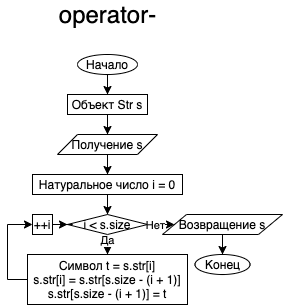 operator-
Начало
Объект Str s
Получение s
Натуральное число i = 0
++i
i < s.size
Нет
Возвращение s
Да
Конец
Символ t = s.str[i]
s.str[i] = s.str[s.size - (i + 1)]
s.str[s.size - (i + 1)] = t